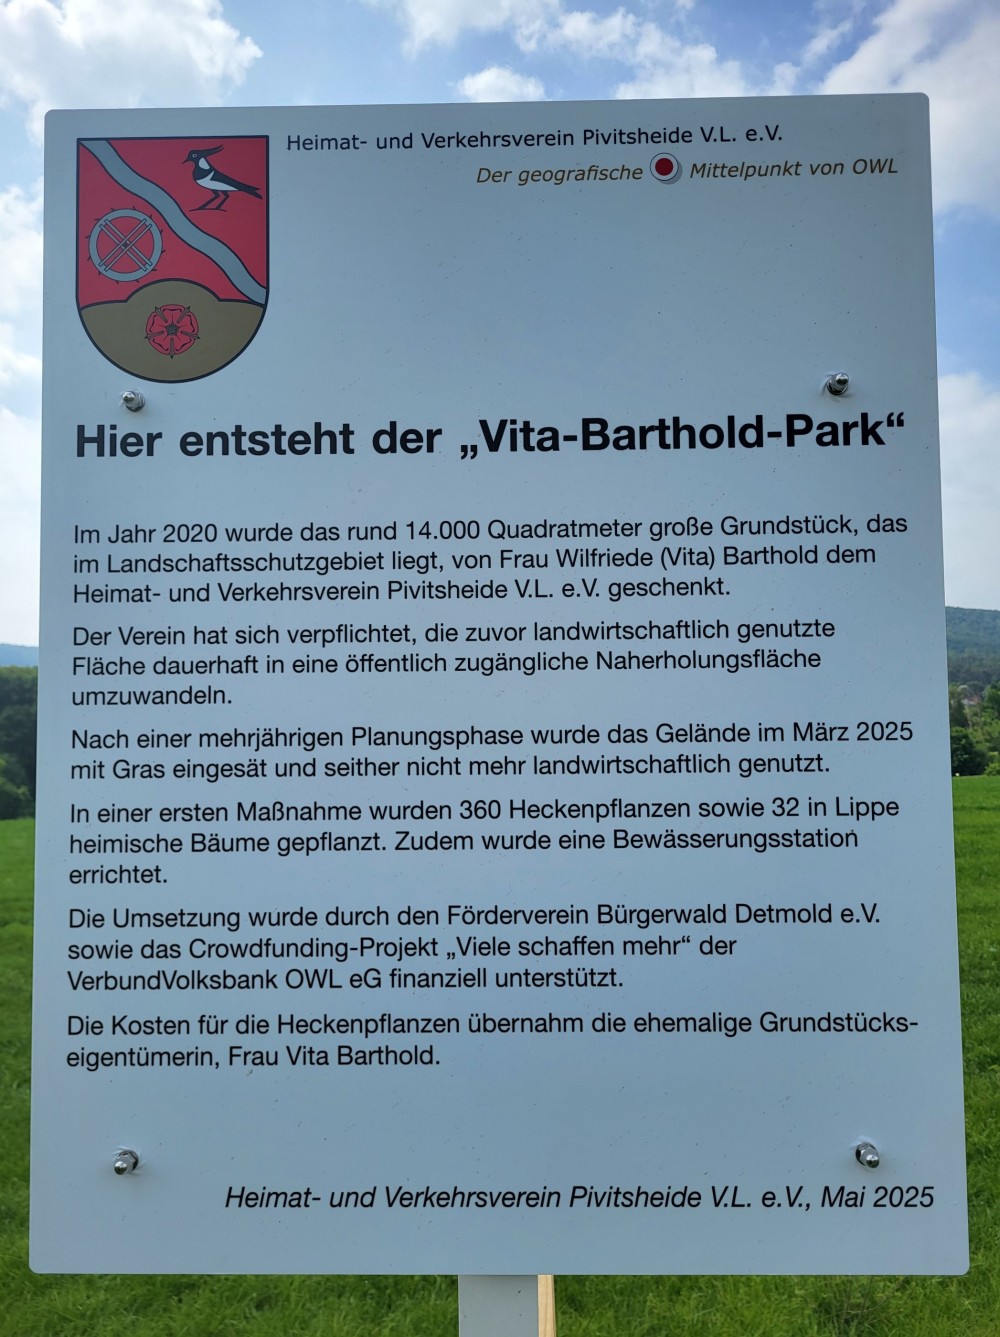 Heimat- und Verkehrsverein Pivitsheide V.L. e.V.
Der geografische Mittelpunkt von OWL
Hier entsteht der „Vita-Barthold-Park“
Im Jahr 2020 wurde das rund 14.000 Quadratmeter große Grundstück, das
im Landschaftsschutzgebiet liegt, von Frau Wilfriede (Vita) Barthold dem
Heimat- und Verkehrsverein Pivitsheide V.L. e.V. geschenkt.
Der Verein hat sich verpflichtet, die zuvor landwirtschaftlich genutzte
Fläche dauerhaft in eine öffentlich zugängliche Naherholungsfläche
umzuwandeln.
Nach einer mehrjährigen Planungsphase wurde das Gelände im März 2025
mit Gras eingesät und seither nicht mehr landwirtschaftlich genutzt.
In einer ersten Maßnahme wurden 360 Heckenpflanzen sowie 32 in Lippe
heimische Bäume gepflanzt. Zudem wurde eine Bewässerungsstation
errichtet.
Die Umsetzung wurde durch den Förderverein Bürgerwald Detmold e.V.
sowie das Crowdfunding-Projekt „Viele schaffen mehr“ der
VerbundVolksbank OWL eG finanziell unterstützt.
Die Kosten für die Heckenpflanzen übernahm die ehemalige Grundstücks-
eigentümerin, Frau Vita Barthold.
Heimat- und Verkehrsverein Pivitsheide V.L. e.V., Mai 2025